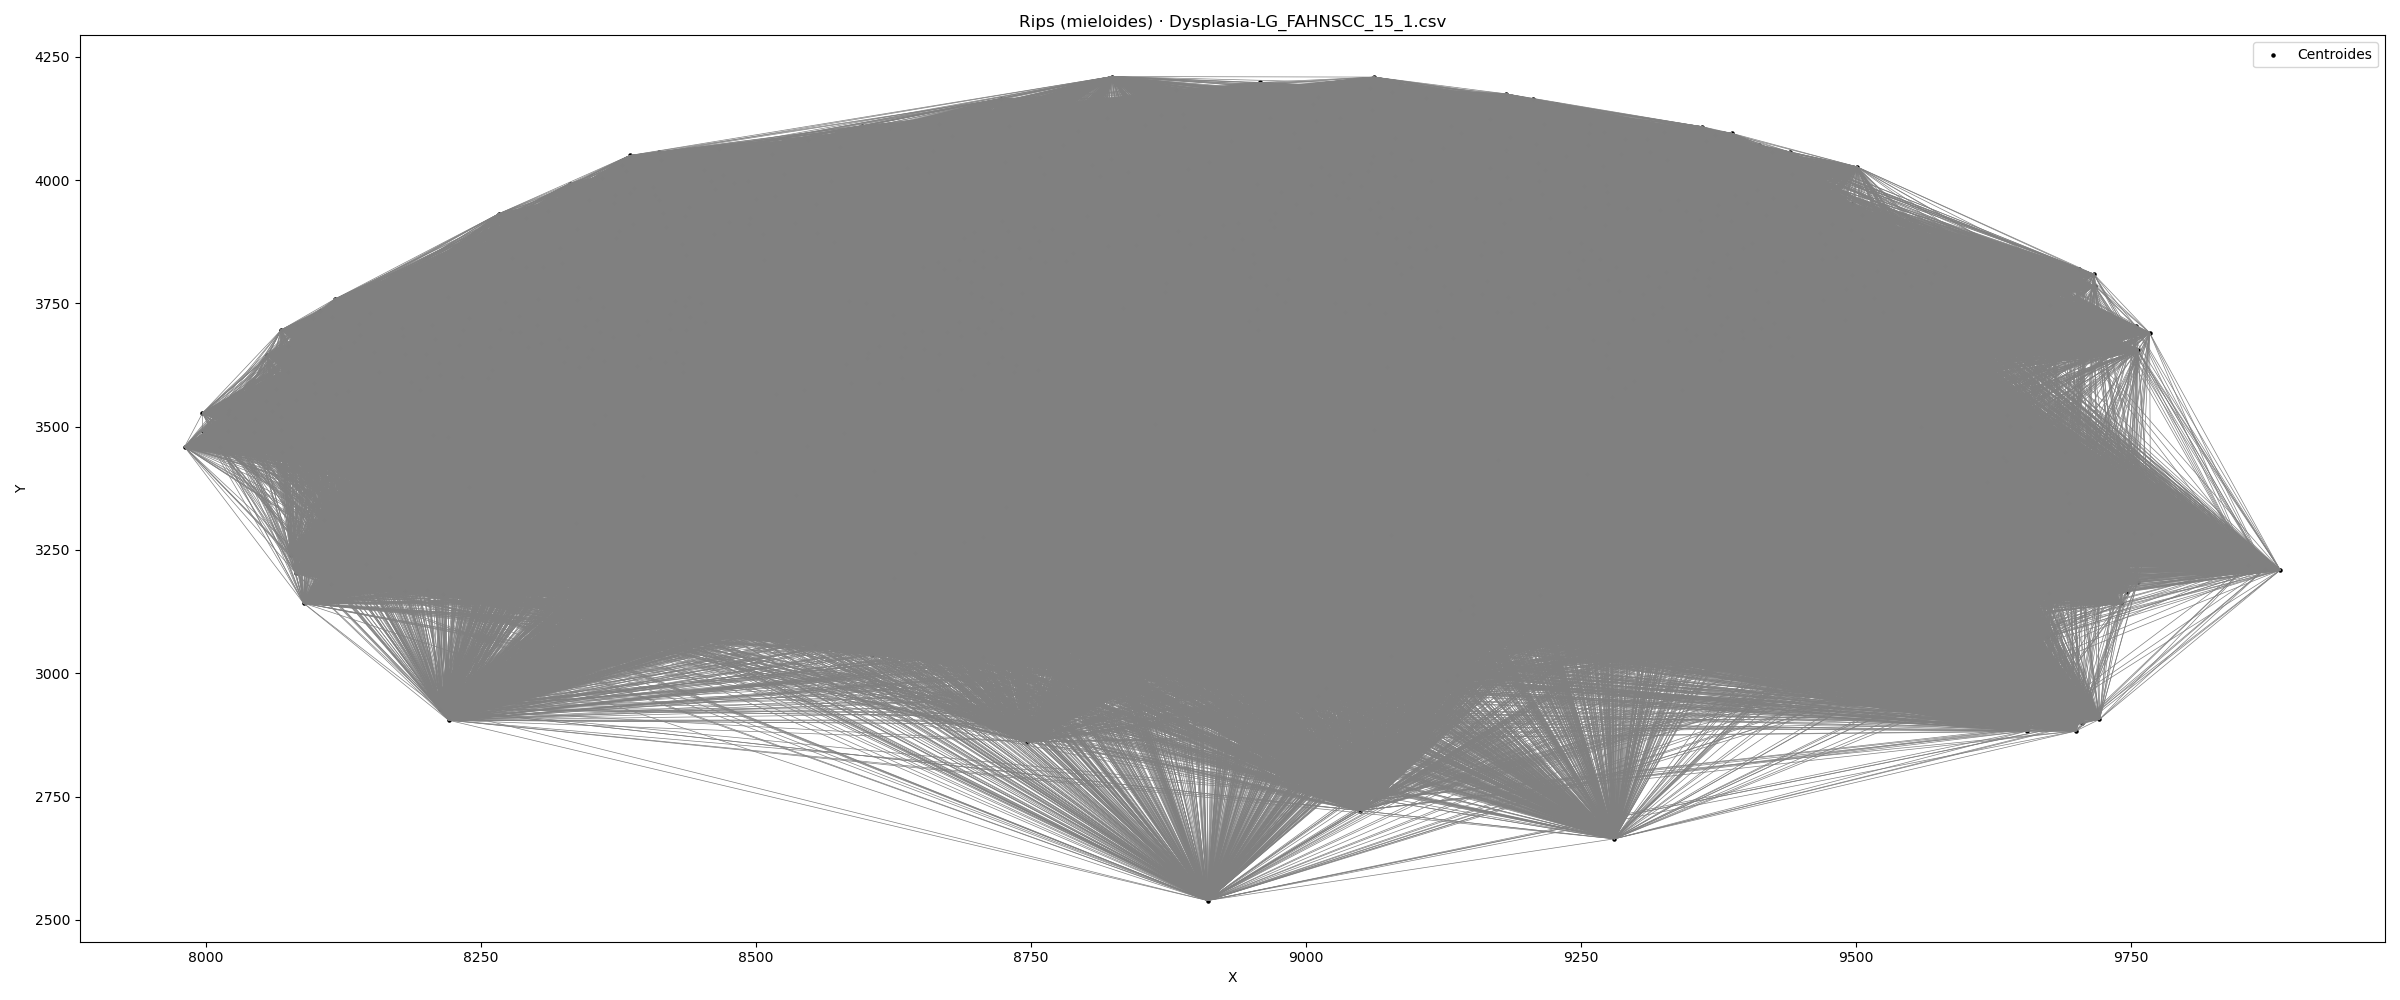 Rips (mieloides) · Dysplasia-LG_FAHNSCC_15_1.csv
Centroides
4250
4000
3750
3500
3250
3000
2750
2500
Y
8000 8250 8500 8750 9000 9250 9500 9750
X